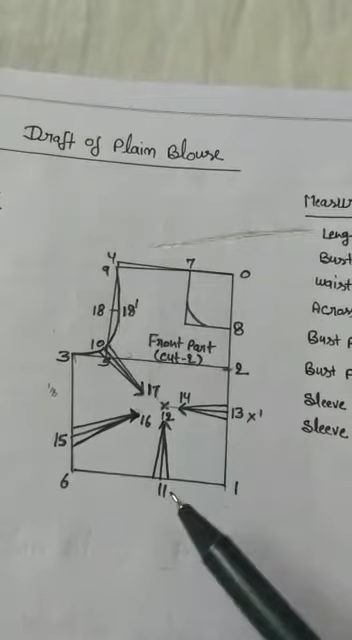 Draft of Plain Blouse
Measur
Leng
Bust
waist
Acros
Bust P
Bust P
Sleeve
Sleeve
4
9
7
0
18
18'
8
10
Front Part
(Cut-2)
3
5
2
17
14
x
13 x'
12
16
15
6
11
1